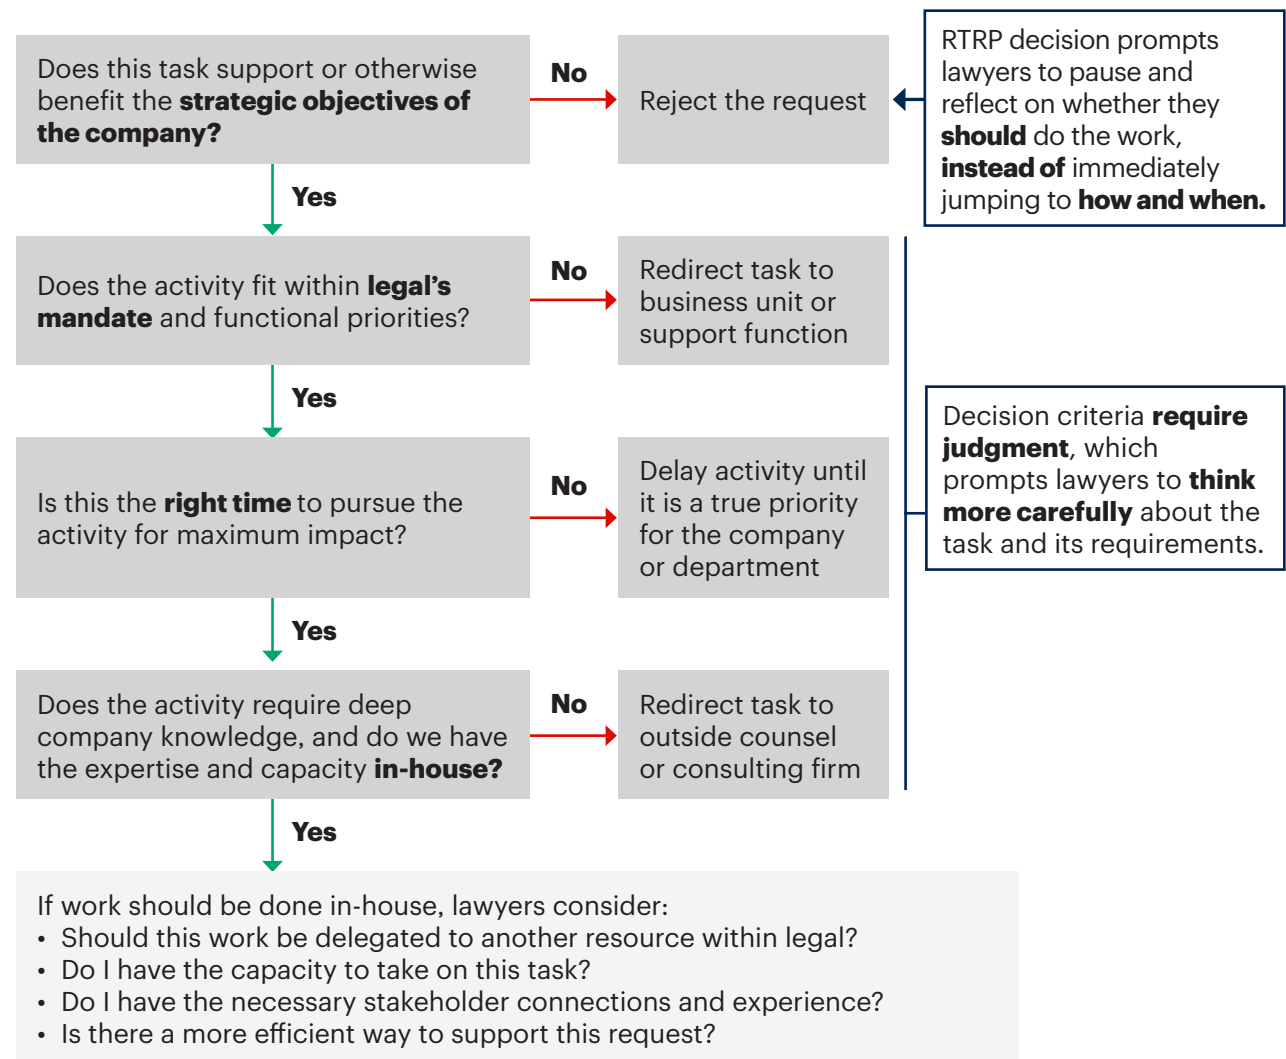 Does this task support or otherwise
benefit the strategic objectives of
the company?
No
Reject the request
RTRP decision prompts
lawyers to pause and
reflect on whether they
should do the work,
instead of immediately
jumping to how and when.
Yes
Does the activity fit within legal’s
mandate and functional priorities?
No
Redirect task to
business unit or
support function
Yes
Is this the right time to pursue the
activity for maximum impact?
No
Delay activity until
it is a true priority
for the company
or department
Decision criteria require
judgment, which
prompts lawyers to think
more carefully about the
task and its requirements.
Yes
Does the activity require deep
company knowledge, and do we have
the expertise and capacity in-house?
No
Redirect task to
outside counsel
or consulting firm
Yes
If work should be done in-house, lawyers consider:
• Should this work be delegated to another resource within legal?
• Do I have the capacity to take on this task?
• Do I have the necessary stakeholder connections and experience?
• Is there a more efficient way to support this request?